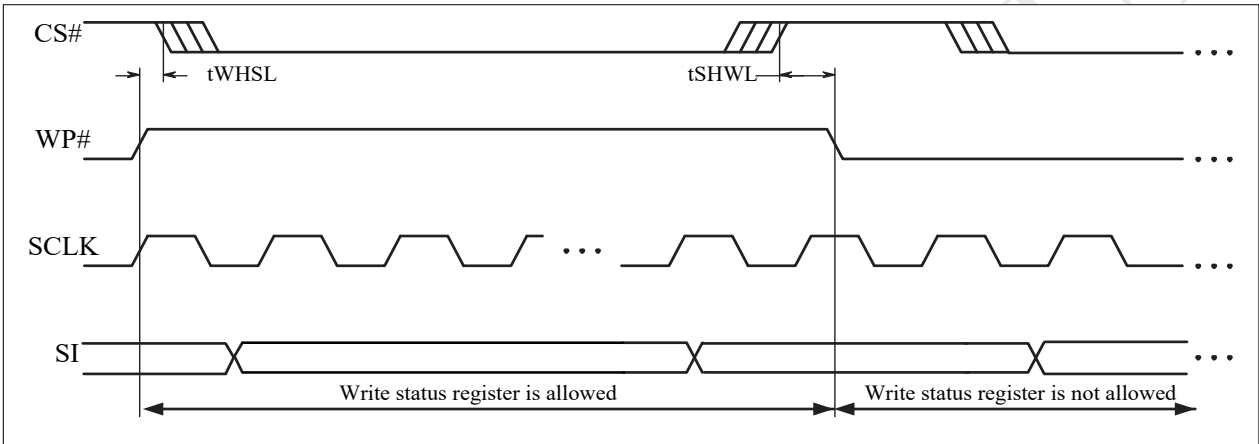 CS#
tWHSL
tSHWL
WP#
SCLK
SI
Write status register is allowed
Write status register is not allowed